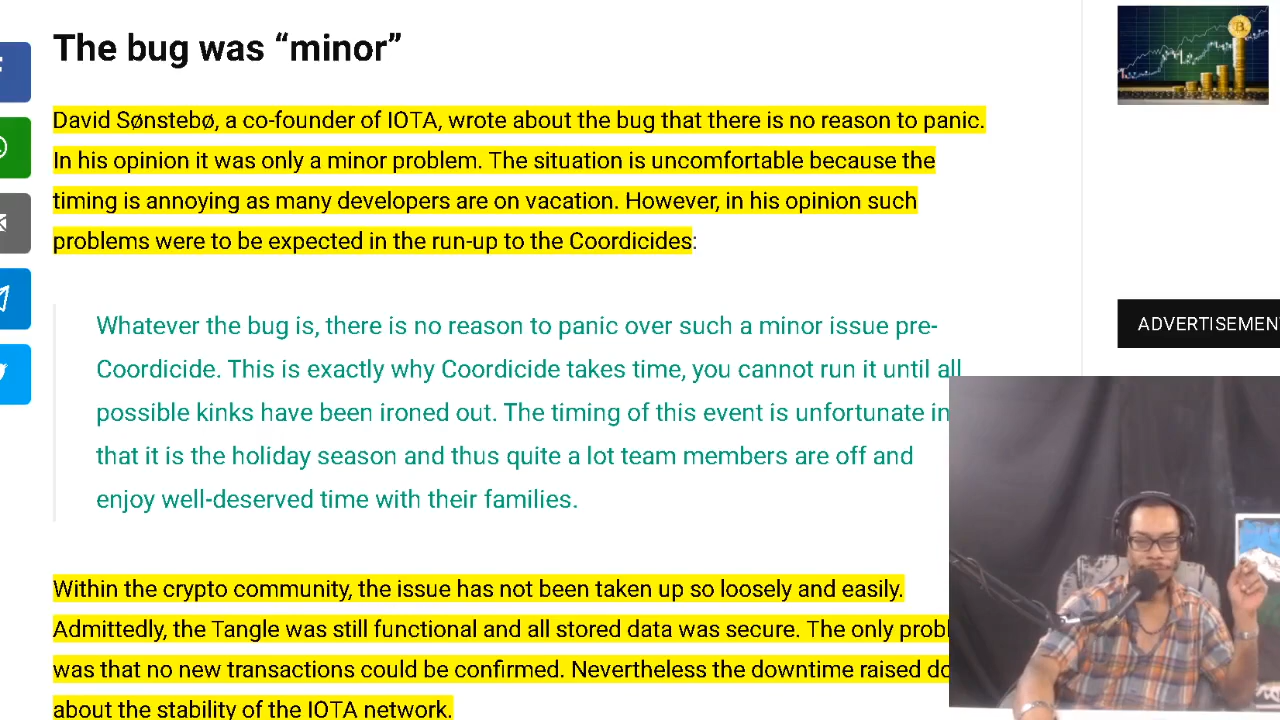 The bug was “minor”
David Sønstebø, a co-founder of IOTA, wrote about the bug that there is no reason to panic.
In his opinion it was only a minor problem. The situation is uncomfortable because the
timing is annoying as many developers are on vacation. However, in his opinion such
problems were to be expected in the run-up to the Coordicides:
Whatever the bug is, there is no reason to panic over such a minor issue pre-
Coordicide. This is exactly why Coordicide takes time, you cannot run it until all
possible kinks have been ironed out. The timing of this event is unfortunate in
that it is the holiday season and thus quite a lot team members are off and
enjoy well-deserved time with their families.
Within the crypto community, the issue has not been taken up so loosely and easily.
Admittedly, the Tangle was still functional and all stored data was secure. The only probl
was that no new transactions could be confirmed. Nevertheless the downtime raised do
about the stability of the IOTA network.
ADVERTISEMEN